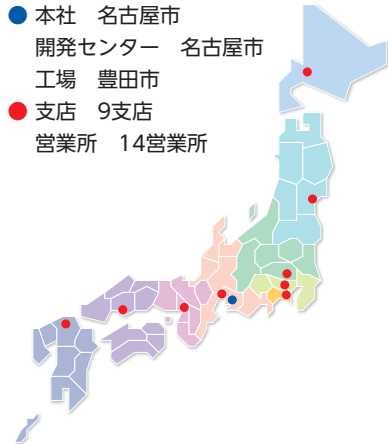 本社　名古屋市
開発センター　名古屋市
工場　豊田市
支店　9支店
営業所　14営業所